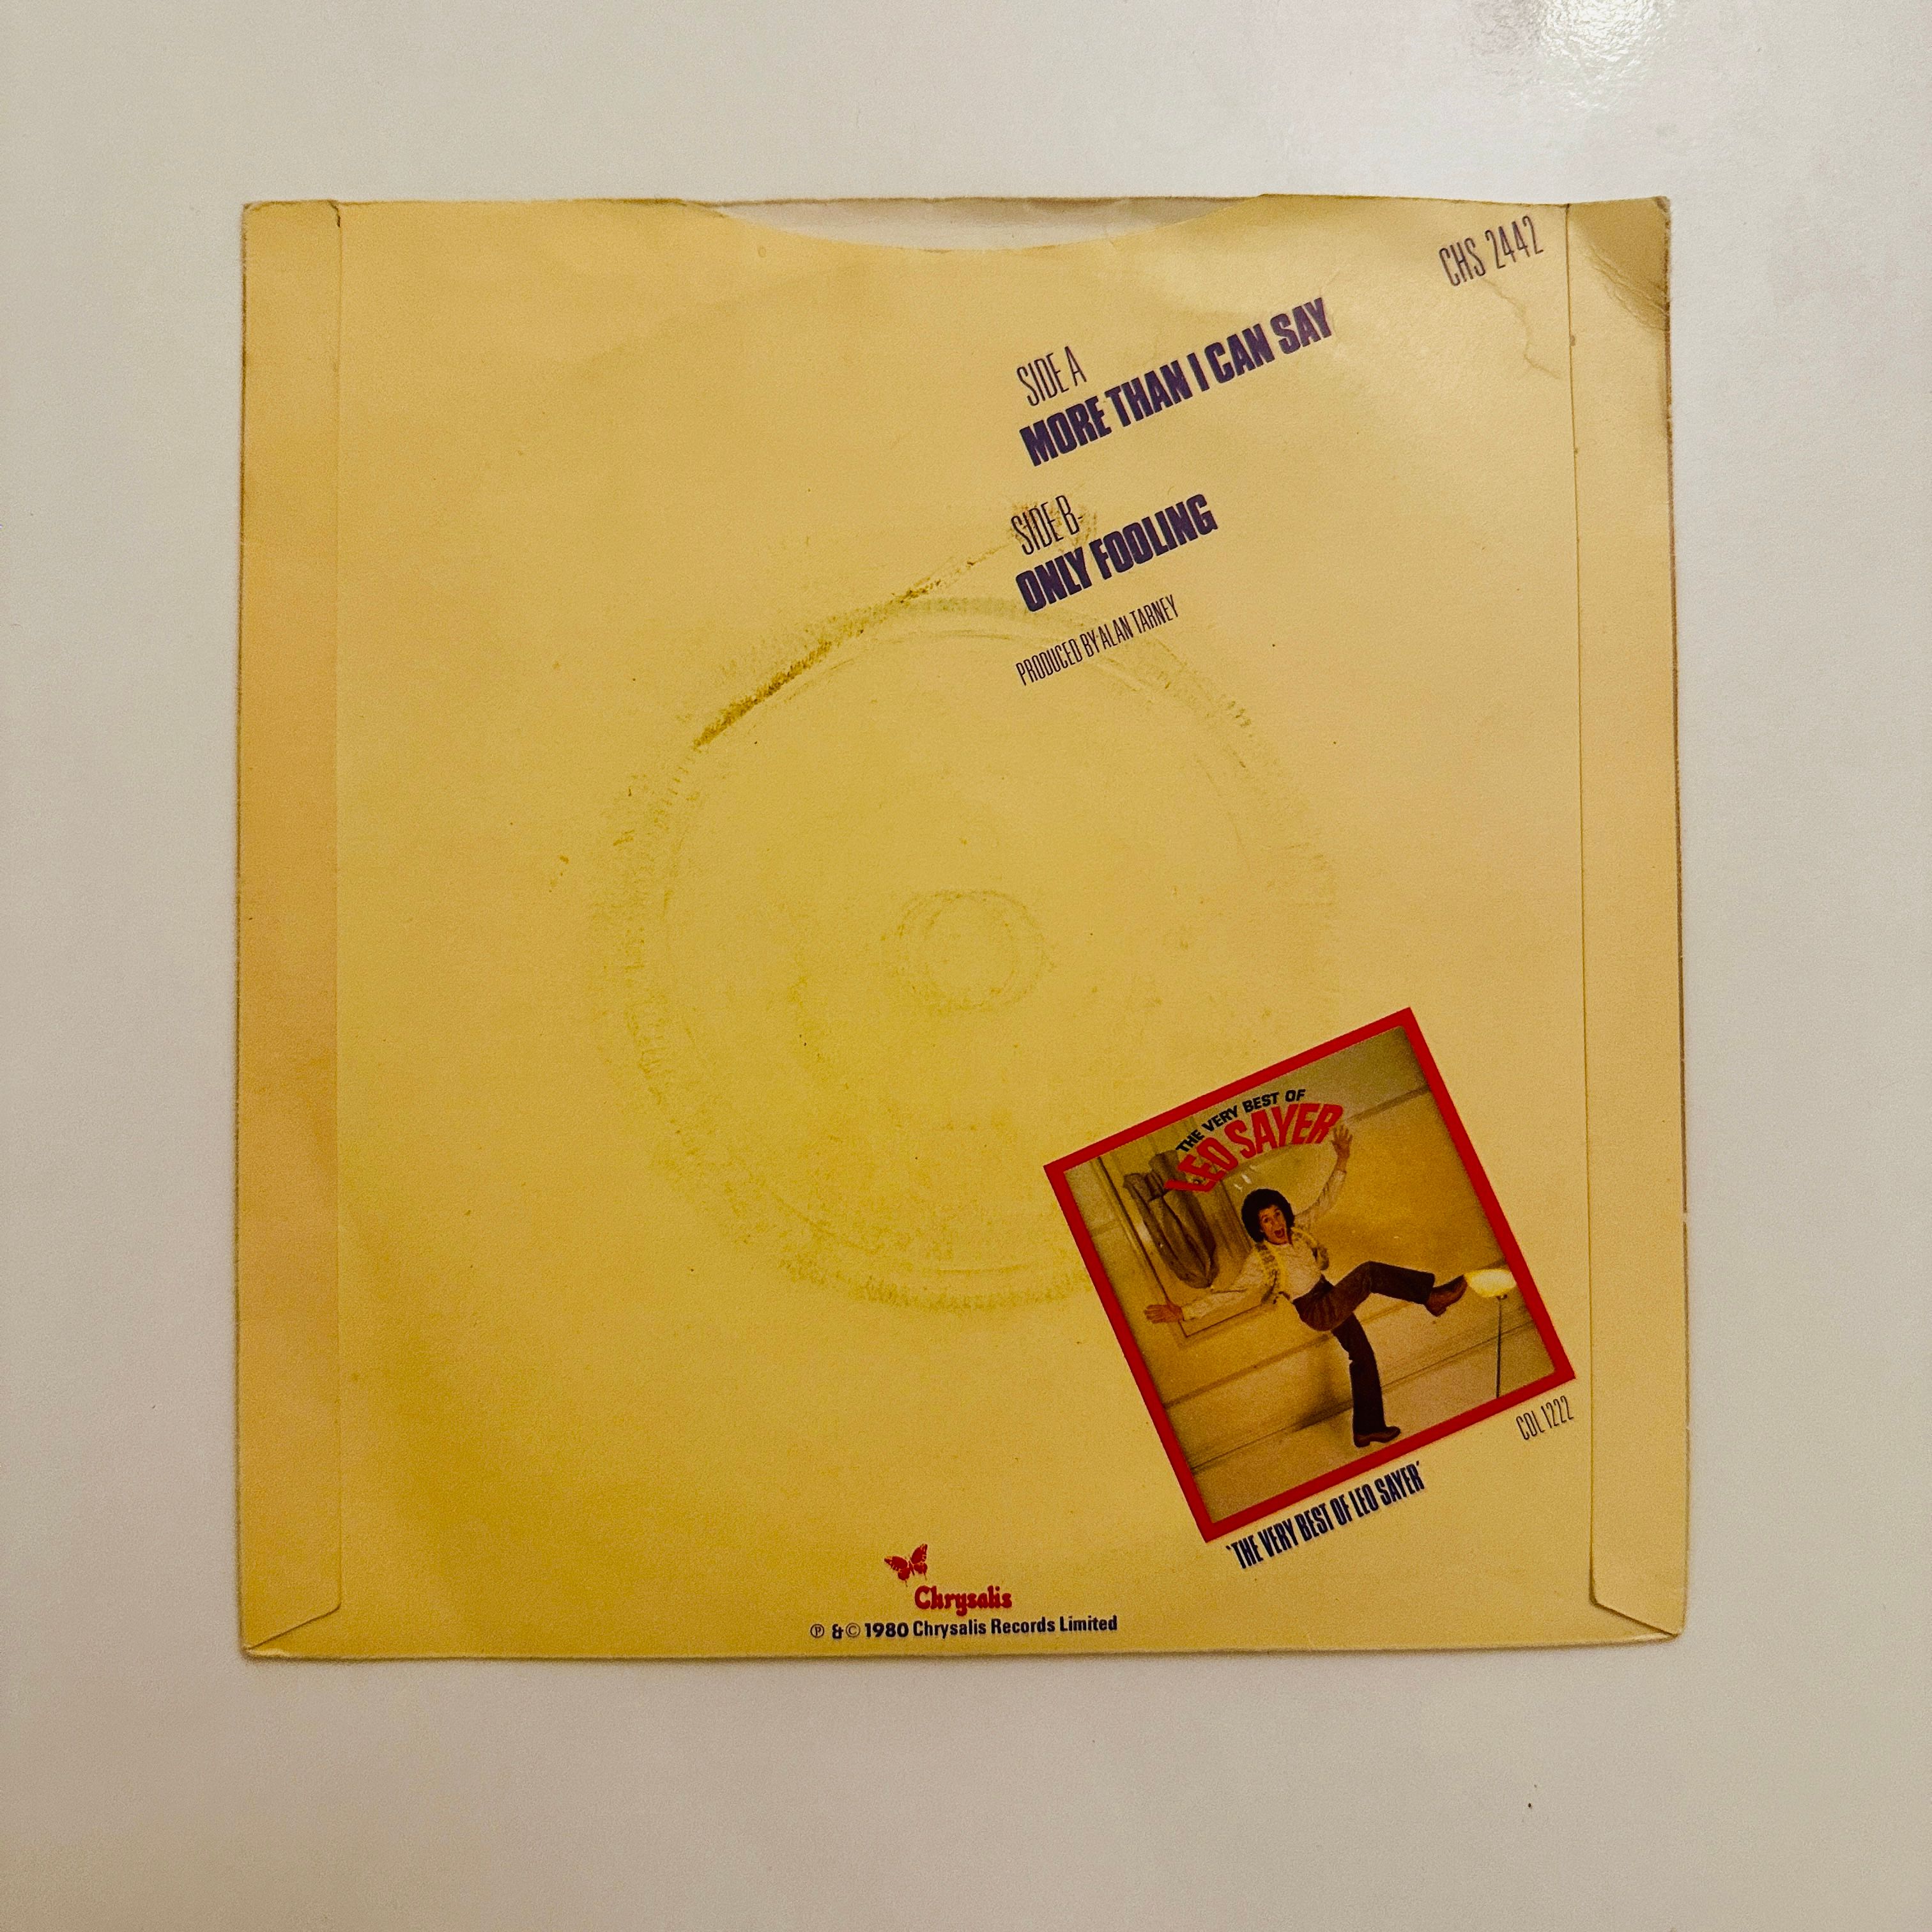 CHS 2442
SIDE A
MORE THAN I CAN SAY
SIDE B
ONLY FOOLING
PRODUCED BY ALAN TARNEY
THE VERY BEST OF
LEO SAYER
CDL 1222
'THE VERY BEST OF LEO SAYER'
Chrysalis
℗ &© 1980 Chrysalis Records Limited